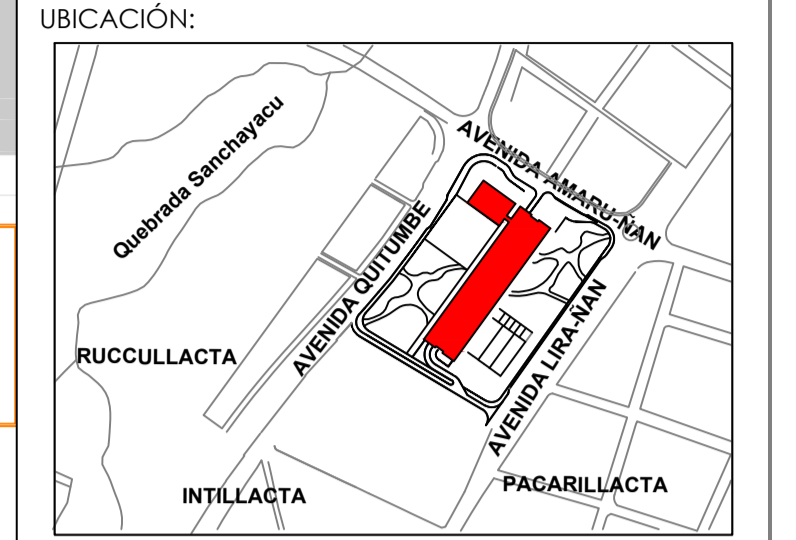 UBICACIÓN:
Quebrada Sanchayacu
AVENIDA AMARU-ÑAN
AVENIDA QUITUMBE
AVENIDA LIRA-ÑAN
RUCCULLACTA
INTILLACTA
PACARILLACTA